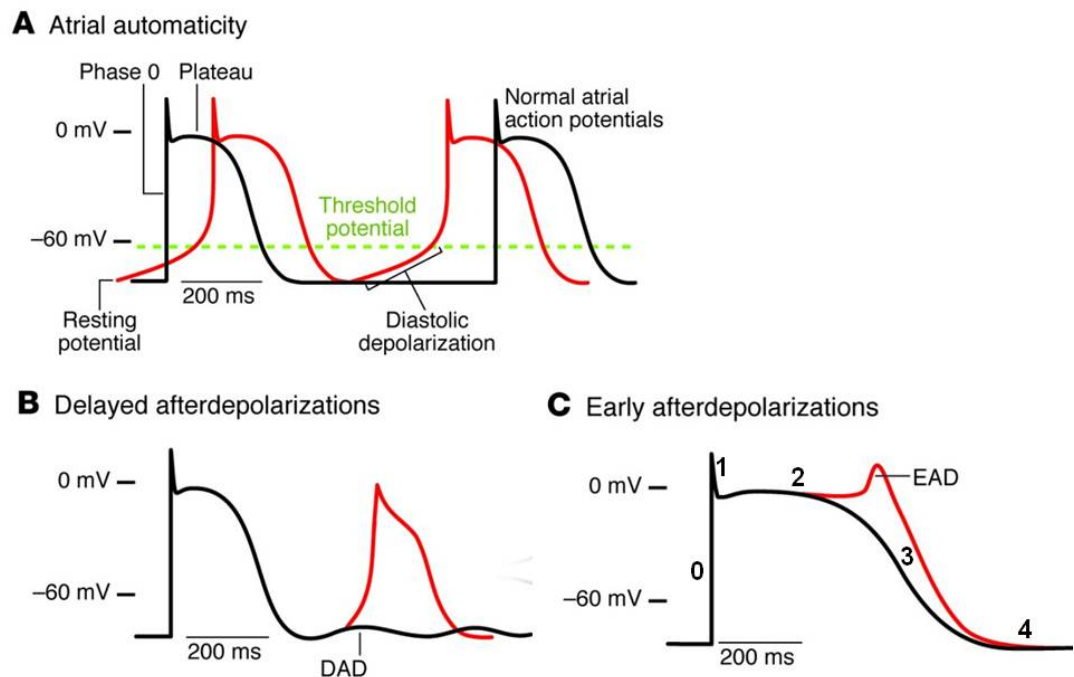 A Atrial automaticity
Phase 0 Plateau
0 mV
Normal atrial
action potentials
Threshold
potential
–60 mV
200 ms
Resting
potential
Diastolic
depolarization
B Delayed afterdepolarizations
0 mV
–60 mV
200 ms
DAD
C Early afterdepolarizations
1
2
EAD
0 mV
0
3
–60 mV
4
200 ms